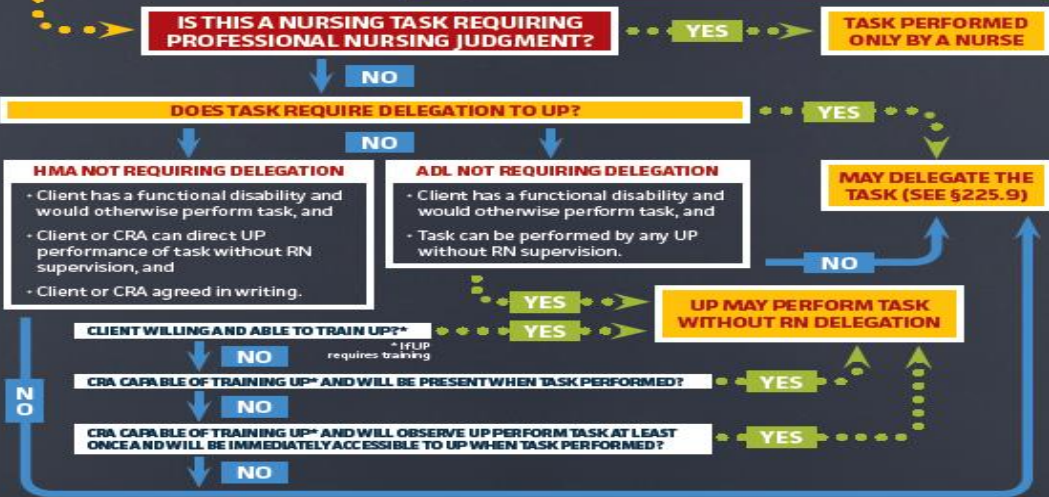 IS THIS A NURSING TASK REQUIRING
PROFESSIONAL NURSING JUDGMENT?
YES
TASK PERFORMED
ONLY BY A NURSE
NO
DOES TASK REQUIRE DELEGATION TO UP?
YES
NO
MAY DELEGATE THE
TASK (SEE §225.9)
HMA NOT REQUIRING DELEGATION
• Client has a functional disability and
would otherwise perform task, and
• Client or CRA can direct UP
performance of task without RN
supervision, and
• Client or CRA agreed in writing.
ADL NOT REQUIRING DELEGATION
• Client has a functional disability and
would otherwise perform task, and
• Task can be performed by any UP
without RN supervision.
NO
YES
UP MAY PERFORM TASK
WITHOUT RN DELEGATION
CLIENT WILLING AND ABLE TO TRAIN UP?*
YES
* If UP
requires training
NO
CRA CAPABLE OF TRAINING UP* AND WILL BE PRESENT WHEN TASK PERFORMED?
YES
NO
NO
CRA CAPABLE OF TRAINING UP* AND WILL OBSERVE UP PERFORM TASK AT LEAST
ONCE AND WILL BE IMMEDIATELY ACCESSIBLE TO UP WHEN TASK PERFORMED?
YES
NO